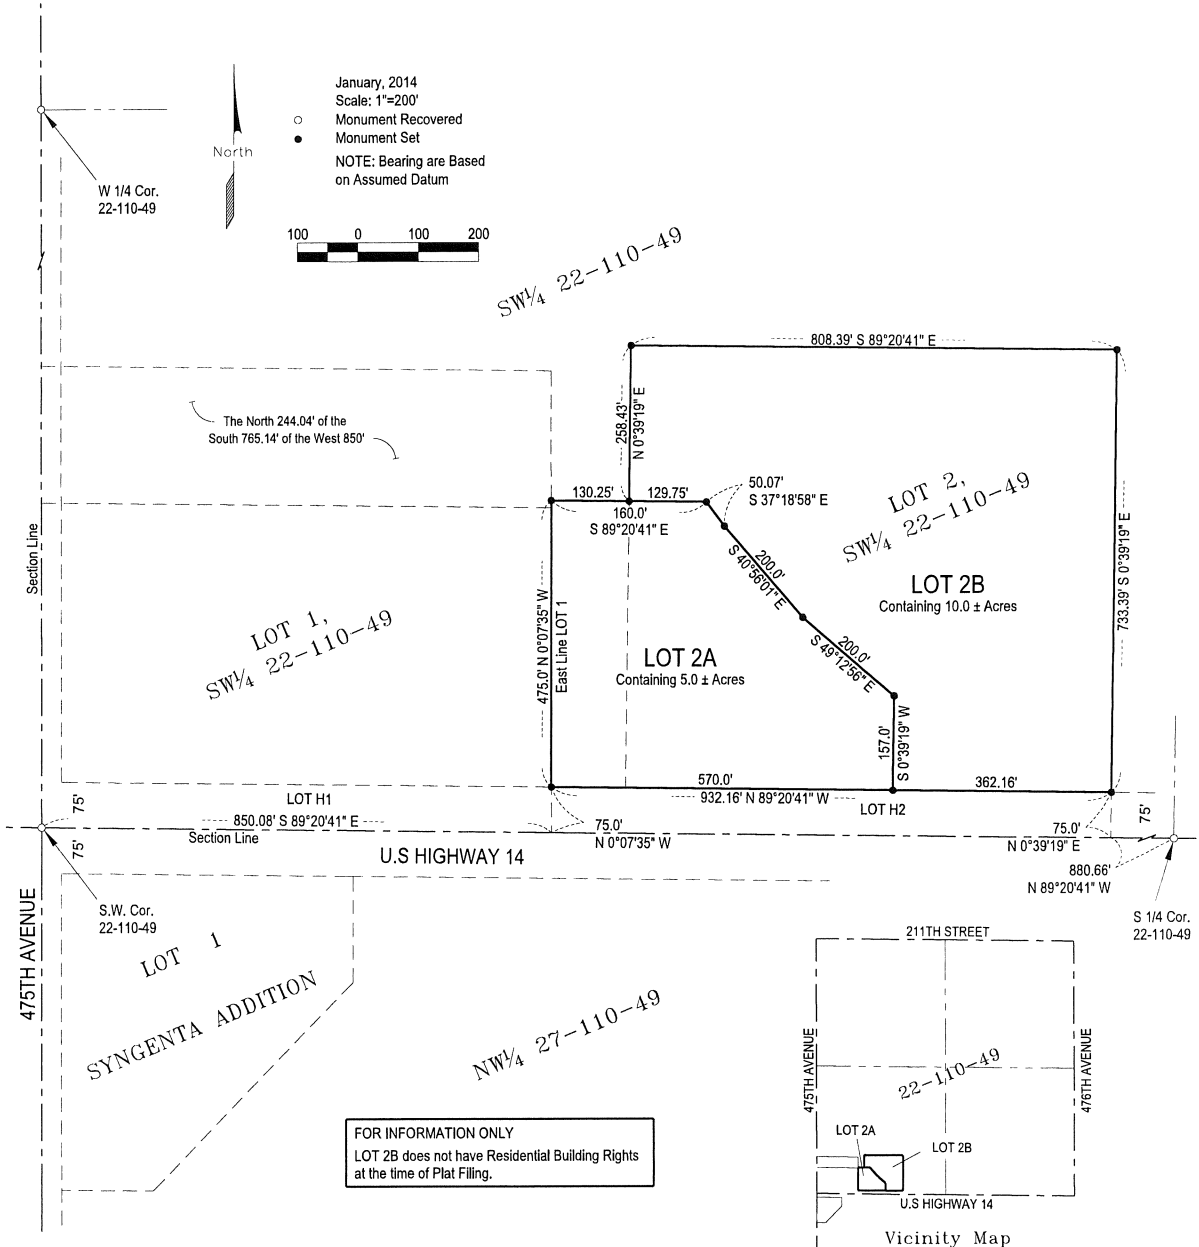 January, 2014
Scale: 1"=200'
Monument Recovered
Monument Set
NOTE: Bearing are Based
on Assumed Datum
North
W 1/4 Cor.
22-110-49
100 0 100 200
SW¼ 22-110-49
808.39' S 89°20'41" E
258.43'
N 0°39'19" E
The North 244.04' of the
South 765.14' of the West 850'
130.25'
129.75'
160.0'
S 89°20'41" E
50.07'
S 37°18'58" E
LOT 2,
SW¼ 22-110-49
Section Line
200.0'
S 40°56'01" E
LOT 2B
Containing 10.0 ± Acres
733.39' S 0°39'19" E
LOT 1,
SW¼ 22-110-49
475.0' N 0°07'35" W
East Line LOT 1
LOT 2A
Containing 5.0 ± Acres
200.0'
S 49°12'56" E
157.0'
S 0°39'19" W
570.0'
932.16' N 89°20'41" W
362.16'
LOT H1
LOT H2
75'
75'
75'
850.08' S 89°20'41" E
Section Line
75.0'
N 0°07'35" W
75.0'
N 0°39'19" E
U.S HIGHWAY 14
880.66'
N 89°20'41" W
S.W. Cor.
22-110-49
S 1/4 Cor.
22-110-49
475TH AVENUE
LOT 1
SYNGENTA ADDITION
NW¼ 27-110-49
FOR INFORMATION ONLY
LOT 2B does not have Residential Building Rights
at the time of Plat Filing.
211TH STREET
475TH AVENUE
22-110-49
476TH AVENUE
LOT 2A
LOT 2B
U.S HIGHWAY 14
Vicinity Map